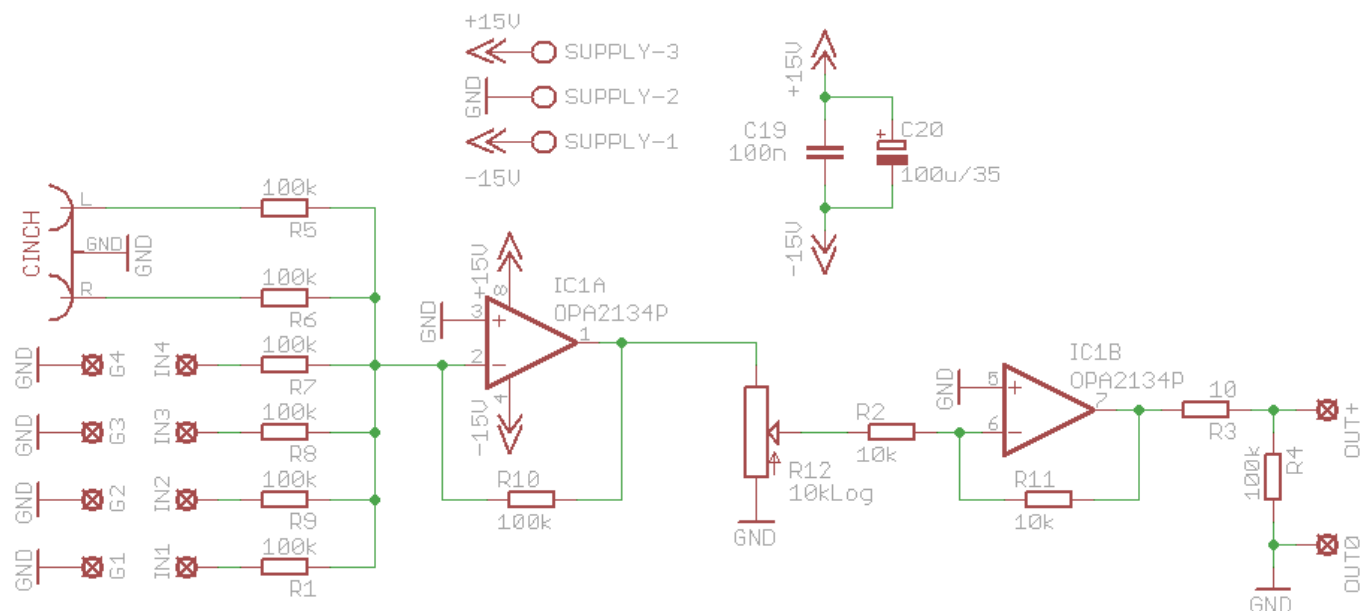 +15V
SUPPLY-3
GND
SUPPLY-2
SUPPLY-1
-15V
+15V
C19
100n
+
C20
100u/35
-15V
CINCH
L
GND
GND
R
100k
R5
100k
R6
GND
G4
IN4
100k
R7
GND
G3
IN3
100k
R8
GND
G2
IN2
100k
R9
GND
G1
IN1
100k
R1
+15V
8
IC1A
OPA2134P
GND
3
+
1
2
-
4
-15V
R10
100k
R12
10kLog
GND
R2
10k
IC1B
OPA2134P
GND
5
+
7
6
-
R11
10k
10
R3
OUT+
100k
R4
OUT0
GND